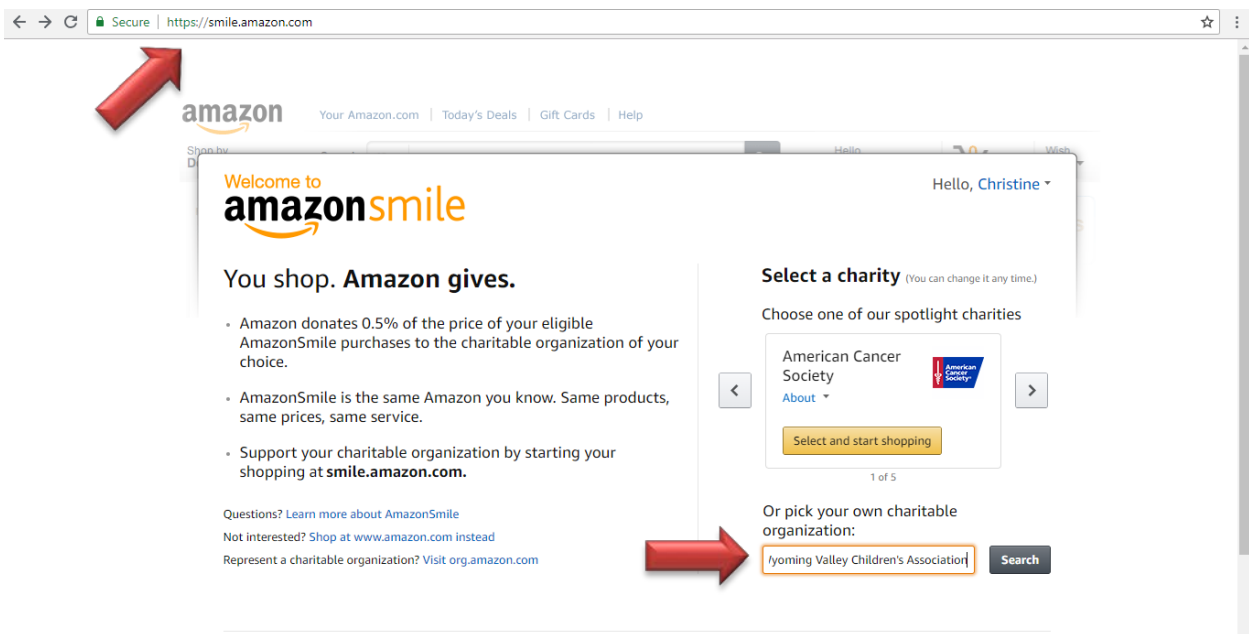 Secure | https://smile.amazon.com
amazon
Your Amazon.com | Today's Deals | Gift Cards | Help
Shop by
Hello
Wish
Welcome to
amazonsmile
Hello, Christine
You shop. Amazon gives.
Select a charity (You can change it any time.)
Choose one of our spotlight charities
• Amazon donates 0.5% of the price of your eligible
AmazonSmile purchases to the charitable organization of your
choice.
• AmazonSmile is the same Amazon you know. Same products,
same prices, same service.
• Support your charitable organization by starting your
shopping at smile.amazon.com.
Questions? Learn more about AmazonSmile
Not interested? Shop at www.amazon.com instead
Represent a charitable organization? Visit org.amazon.com
American Cancer
Society
About
American
Cancer
Society
Select and start shopping
1 of 5
Or pick your own charitable
organization:
yoming Valley Children's Association
Search